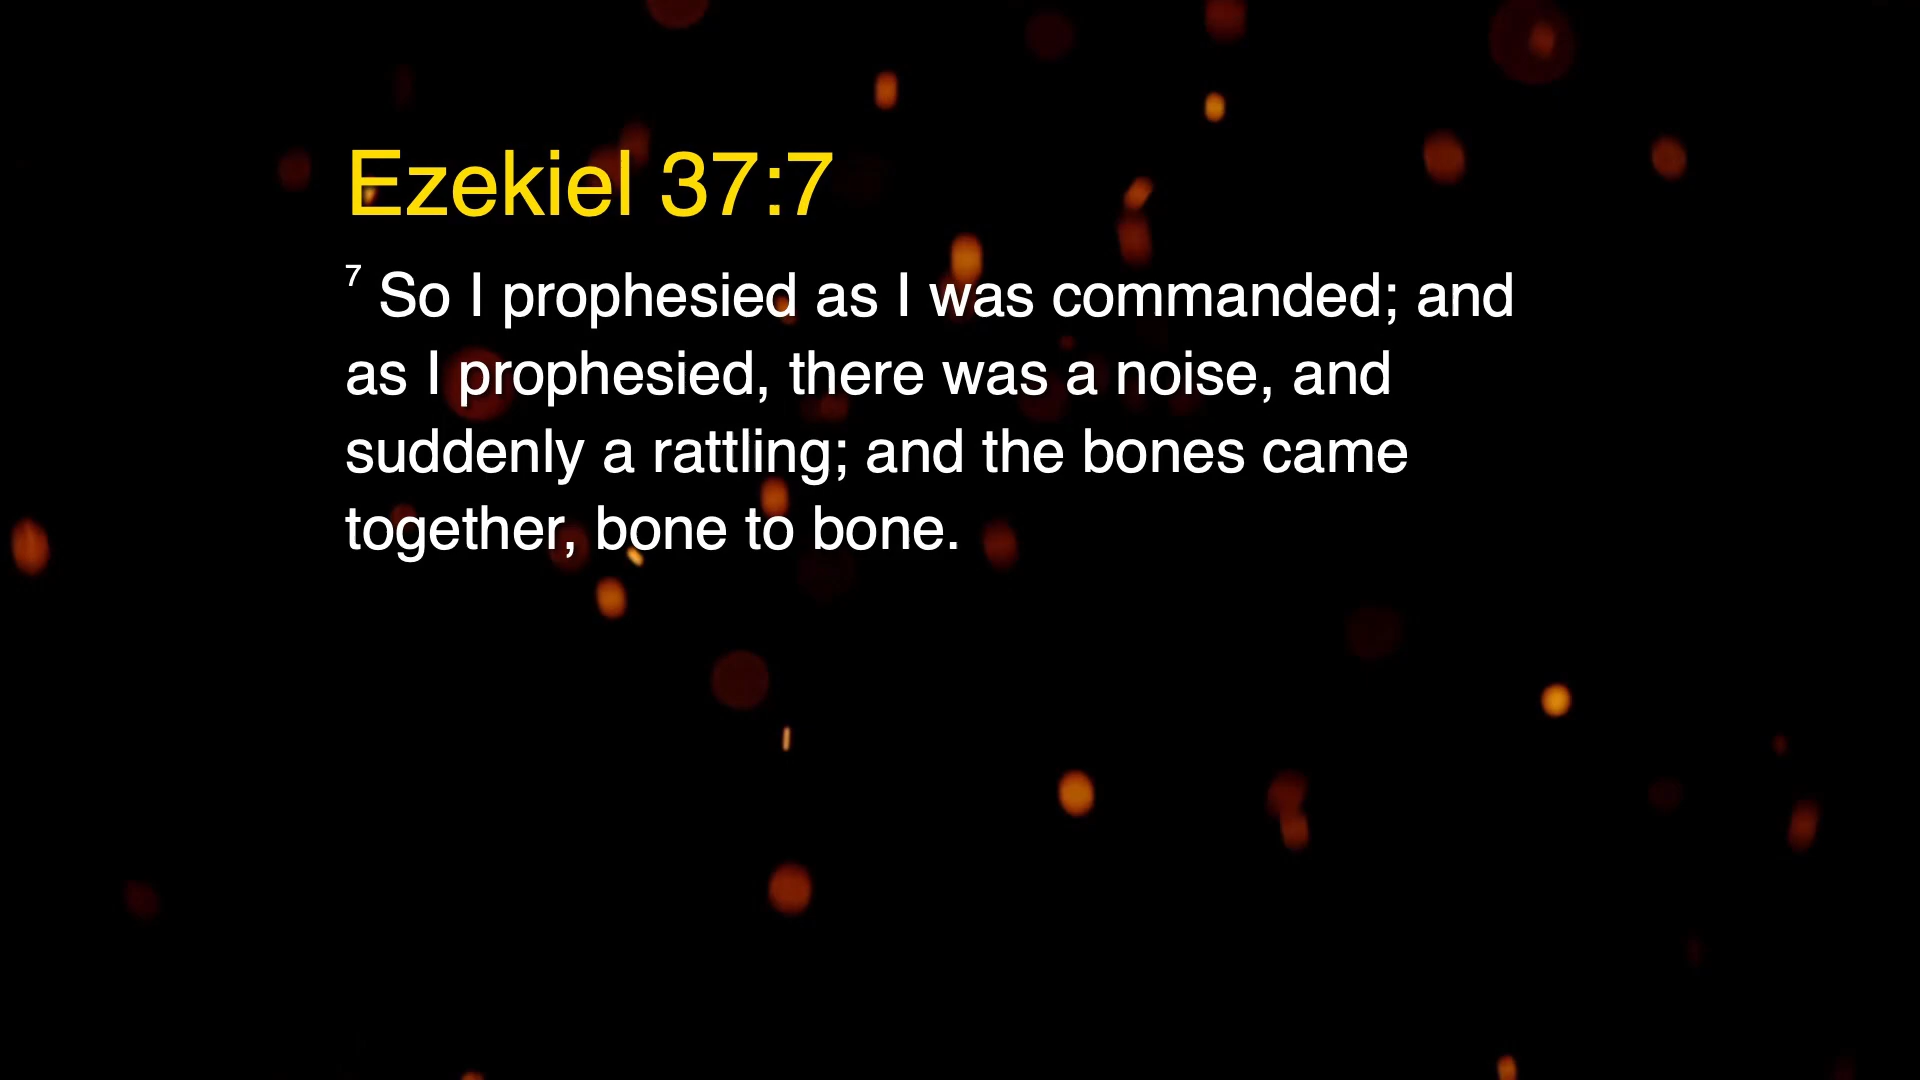 Ezekiel 37:7
7 So I prophesied as I was commanded; and
as I prophesied, there was a noise, and
suddenly a rattling; and the bones came
together, bone to bone.